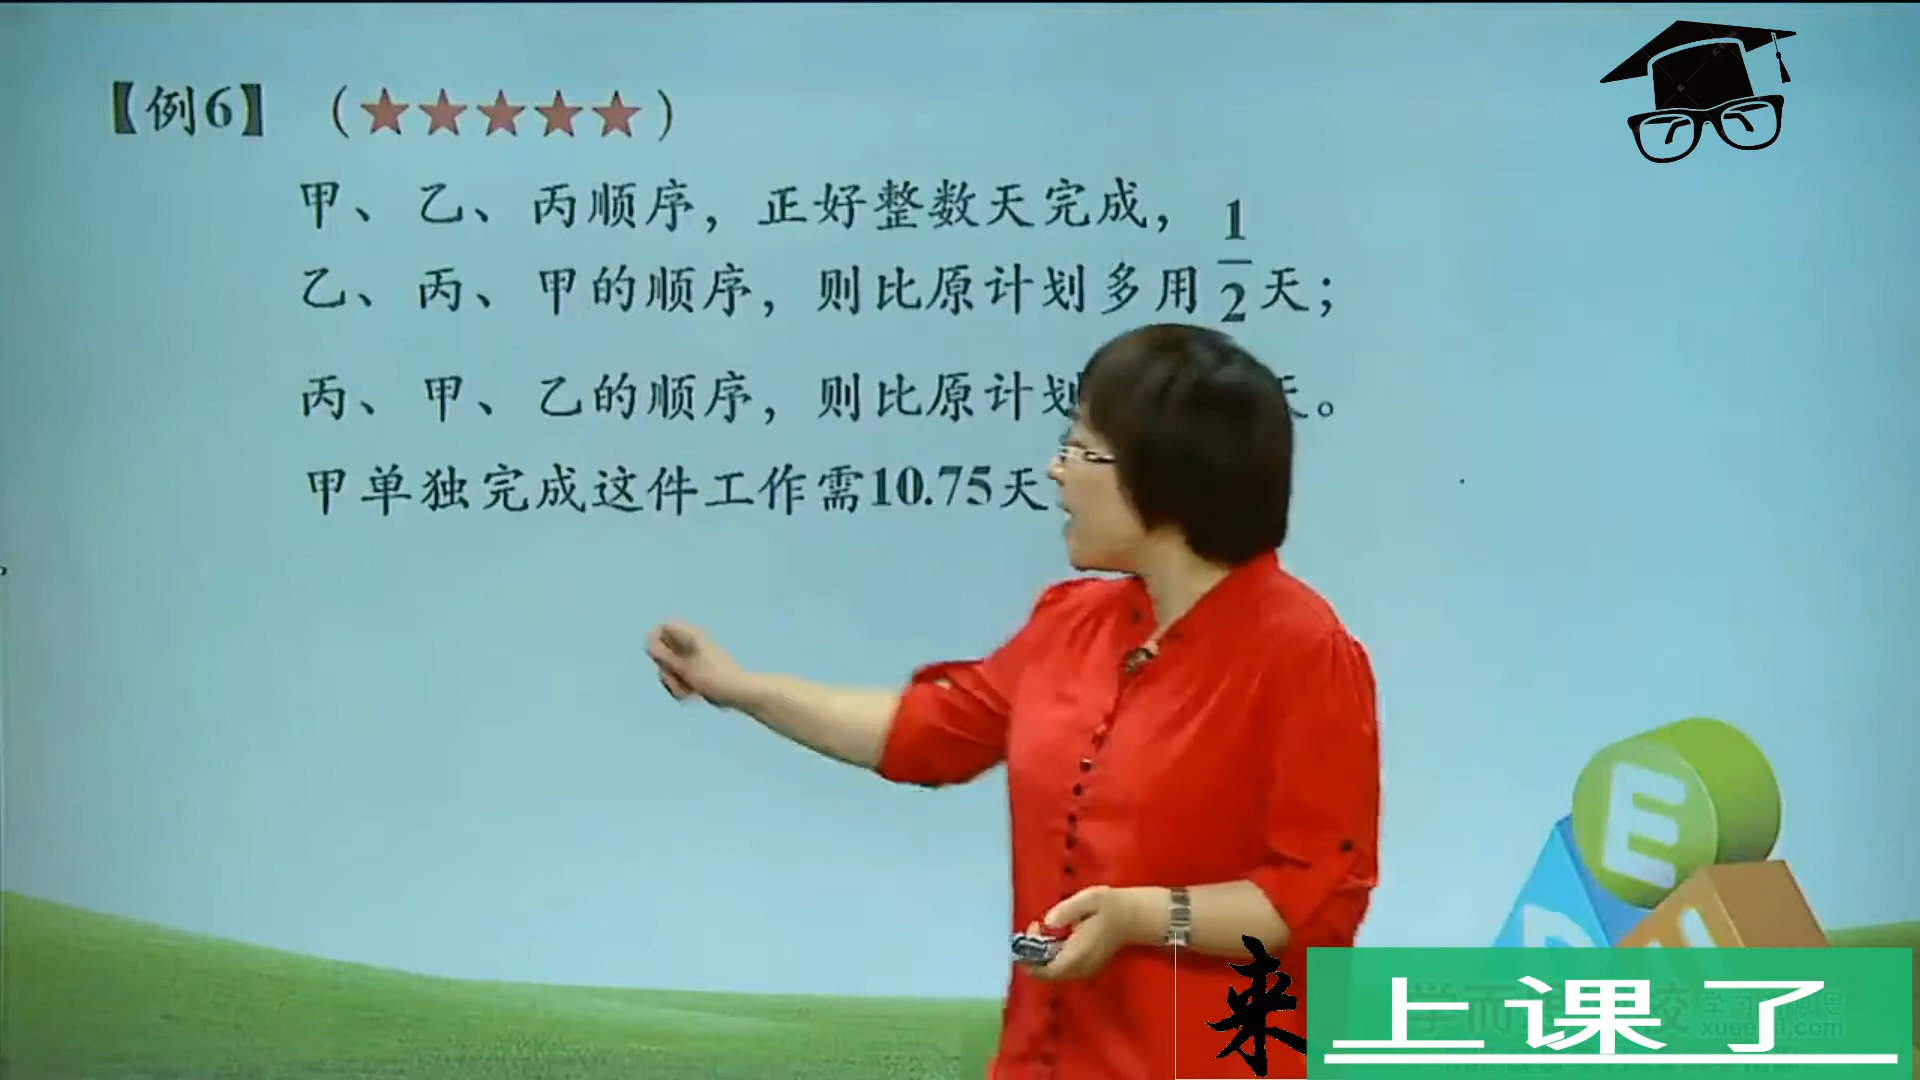 【例6】 （★★★★★）
甲、乙、丙顺序，正好整数天完成，
乙、丙、甲的顺序，则比原计划多用1/2天；
丙、甲、乙的顺序，则比原计 天。
甲单独完成这件工作需10.75天
E
来
上课了